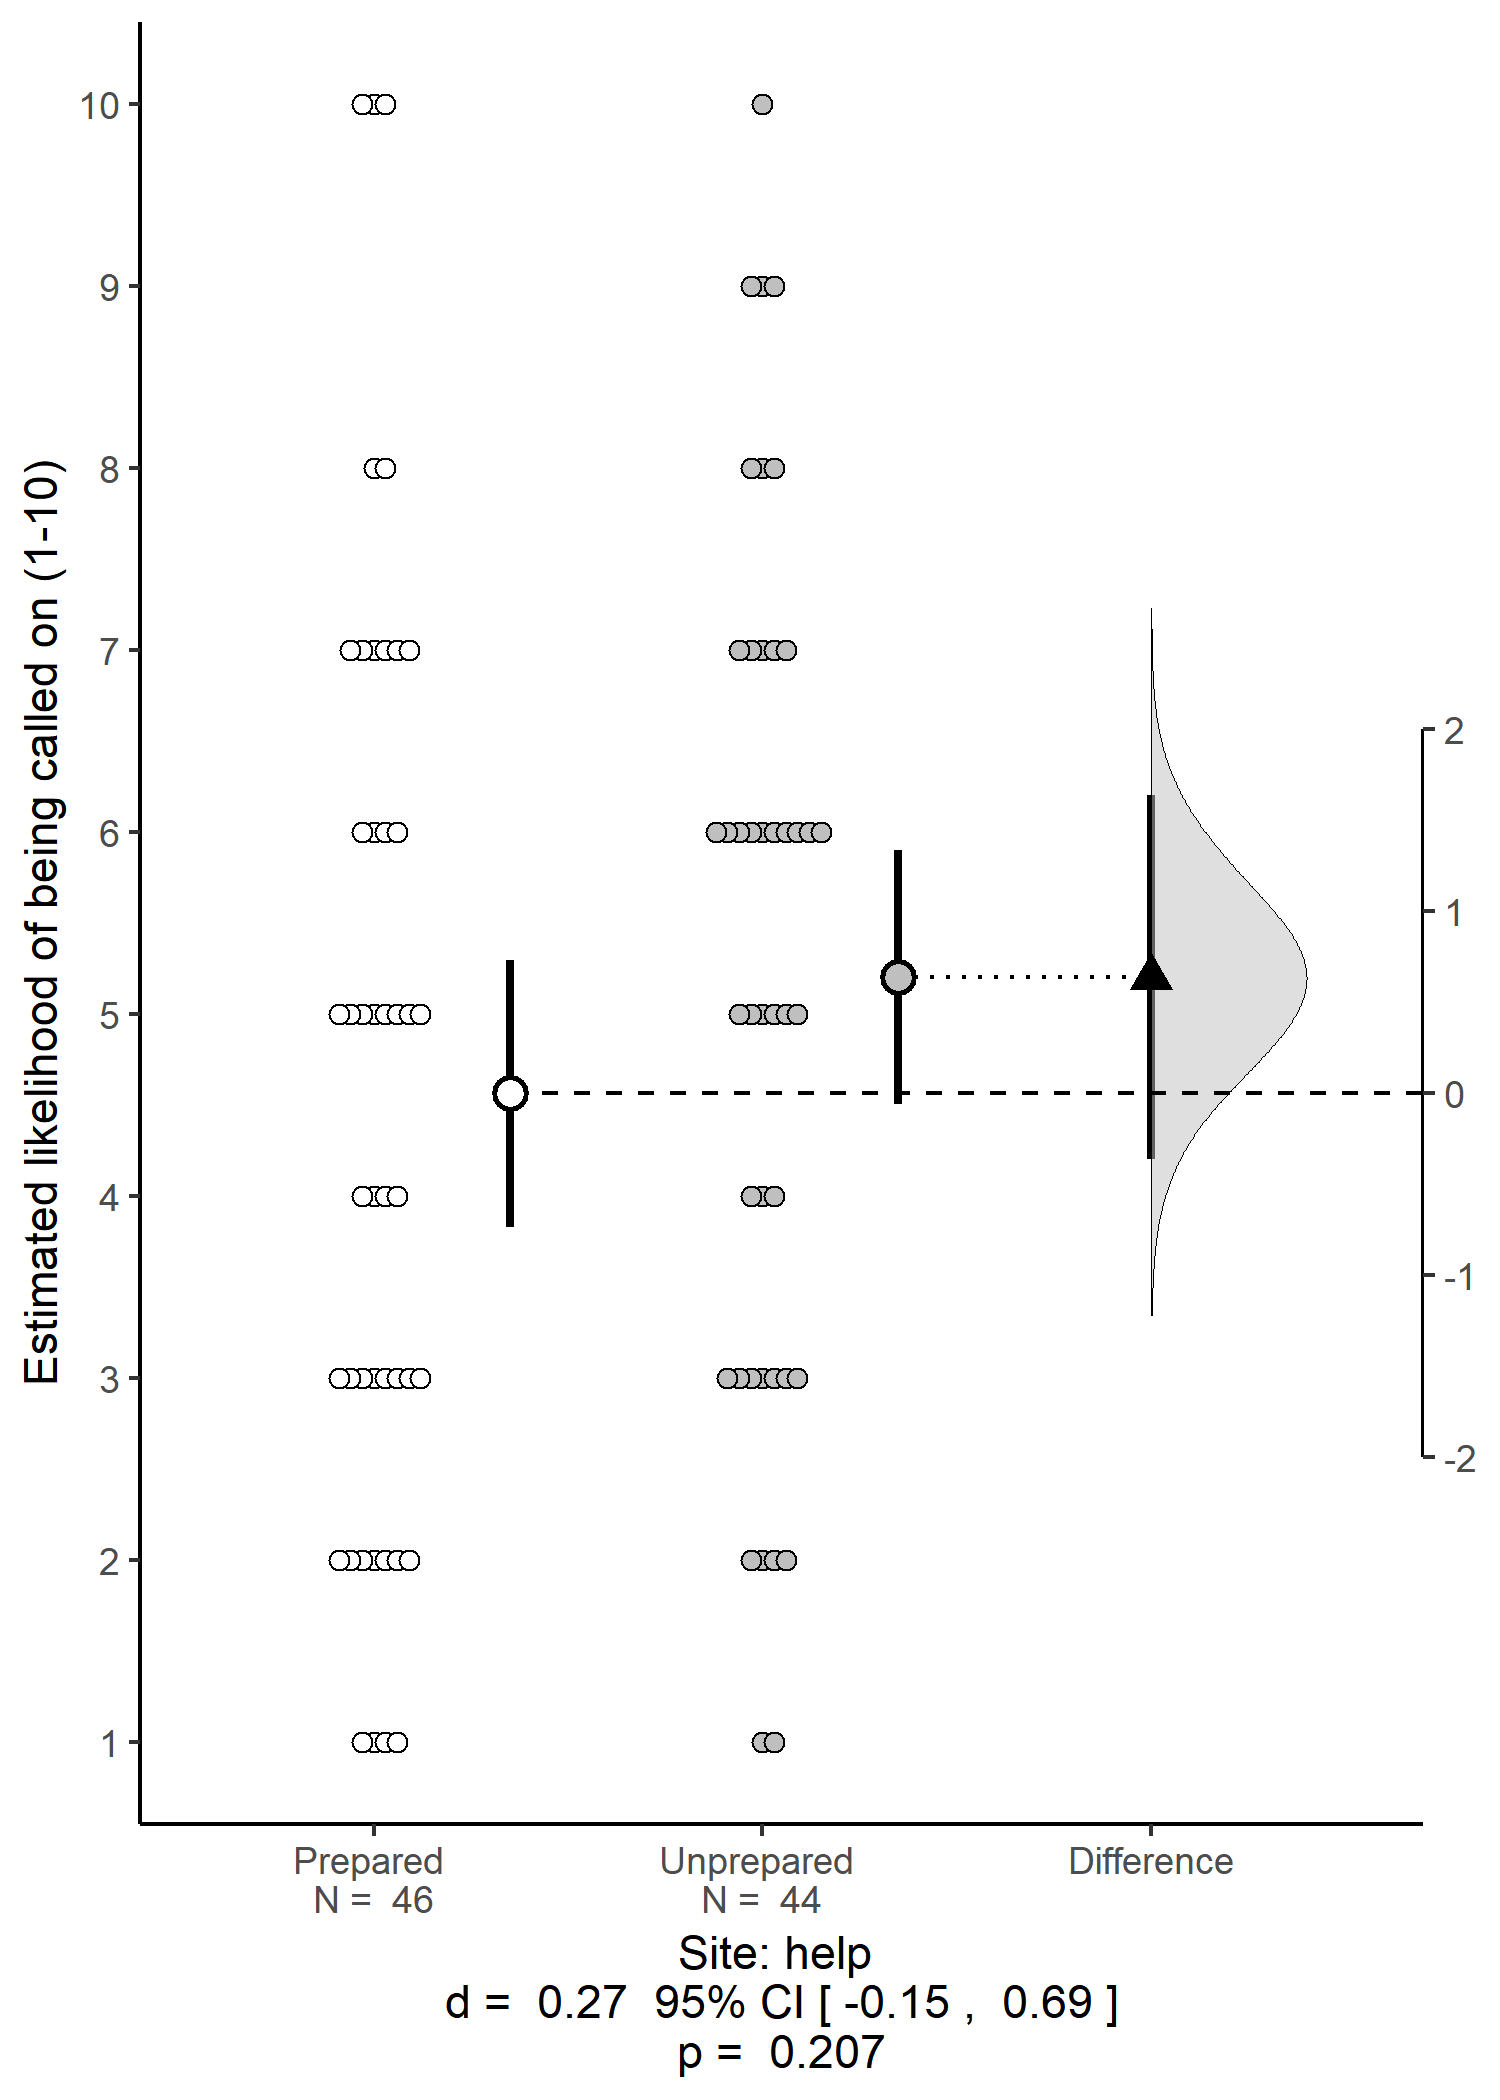 Estimated likelihood of being called on (1-10)
10
9
8
7
6
5
4
3
2
1
2
1
0
-1
-2
Prepared
N =  46
Unprepared
N =  44
Difference
Site: help
d =  0.27  95% CI [ -0.15 ,  0.69 ]
p =  0.207